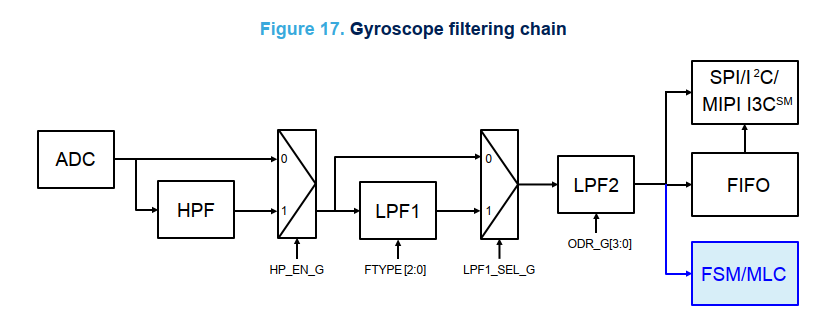 Figure 17. Gyroscope filtering chain
SPI/I²C/
MIPI I3C℠
ADC
0
0
HPF
1
LPF1
1
LPF2
FIFO
HP_EN_G
FTYPE[2:0]
LPF1_SEL_G
ODR_G[3:0]
FSM/MLC